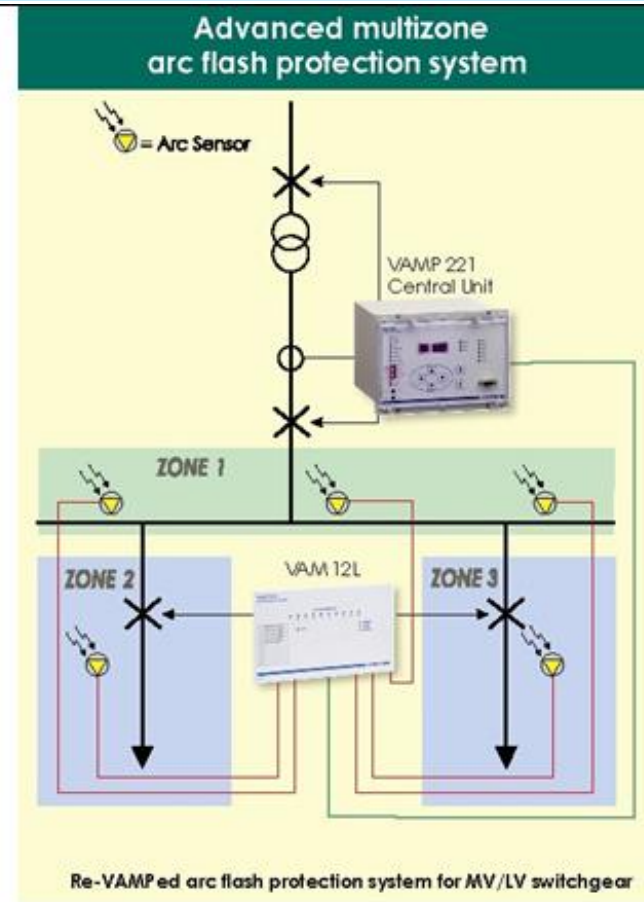 Advanced multizone
arc flash protection system
= Arc Sensor
VAMP 221
Central Unit
ZONE 1
ZONE 2
VAM 12L
ZONE 3
Re-VAMPed arc flash protection system for MV/LV switchgear